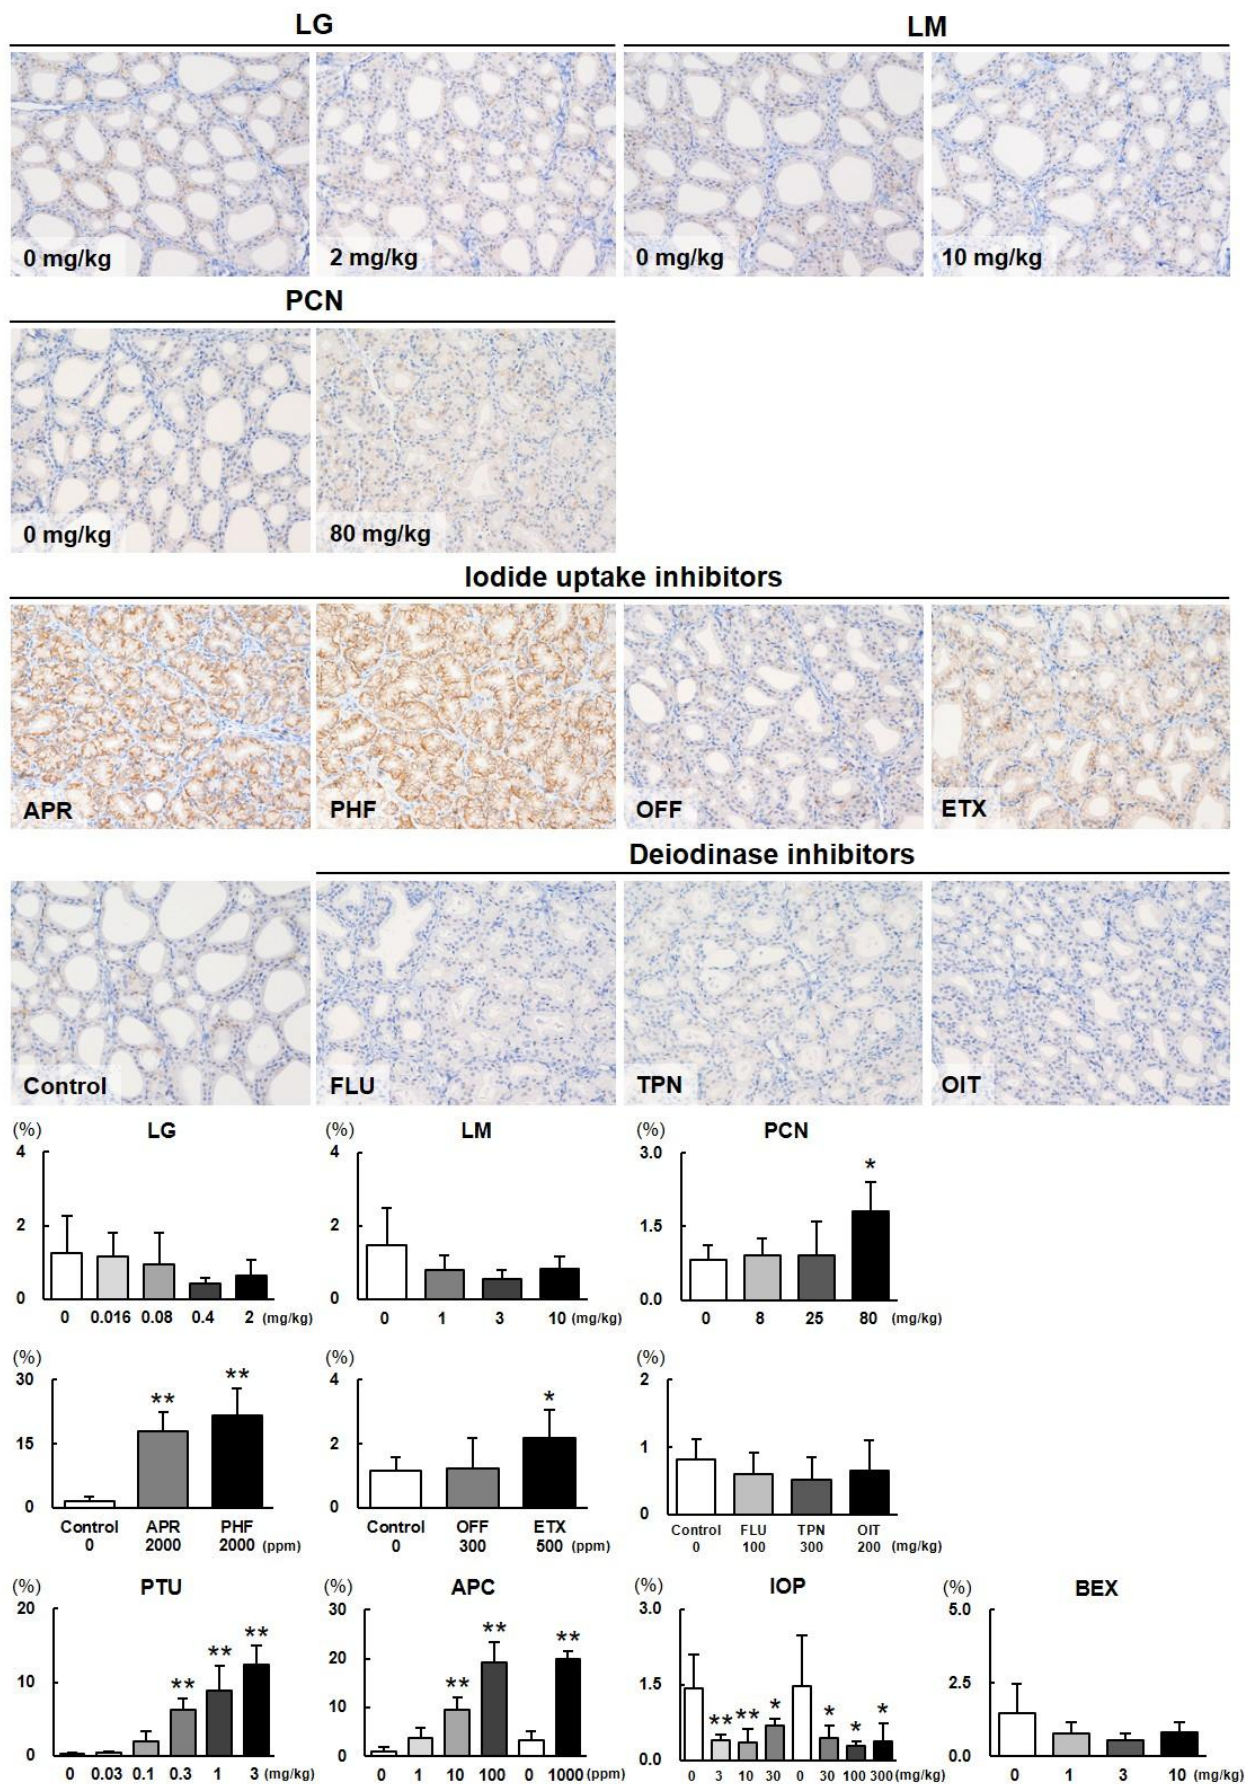 LG LM
0 mg/kg 2 mg/kg 0 mg/kg 10 mg/kg
PCN
0 mg/kg 80 mg/kg
Iodide uptake inhibitors
APR PHF OFF ETX
Deiodinase inhibitors
Control FLU TPN OIT
(%) LG (%) LM (%) PCN
4 4 3.0
*
2 2 1.5
0 0 0.0
0 0.016 0.08 0.4 2 (mg/kg) 0 1 3 10 (mg/kg) 0 8 25 80 (mg/kg)
(%) (%) (%)
30 ** ** 4 * 2
15 2 1
0 0 0
Control APR PHF Control OFF ETX Control FLU TPN OIT
0 2000 2000 (ppm) 0 300 500 (ppm) 0 100 300 200 (mg/kg)
(%) PTU (%) APC (%) IOP (%) BEX
20 30 3.0 5.0
** ** ** ** ** **
20
10 10 1.5 2.5
** ** * * * *
0 0 0.0 0.0
0 0.03 0.1 0.3 1 3 (mg/kg) 0 1 10 100 0 1000 (ppm) 0 3 10 30 0 30 100 300 (mg/kg) 0 1 3 10 (mg/kg)